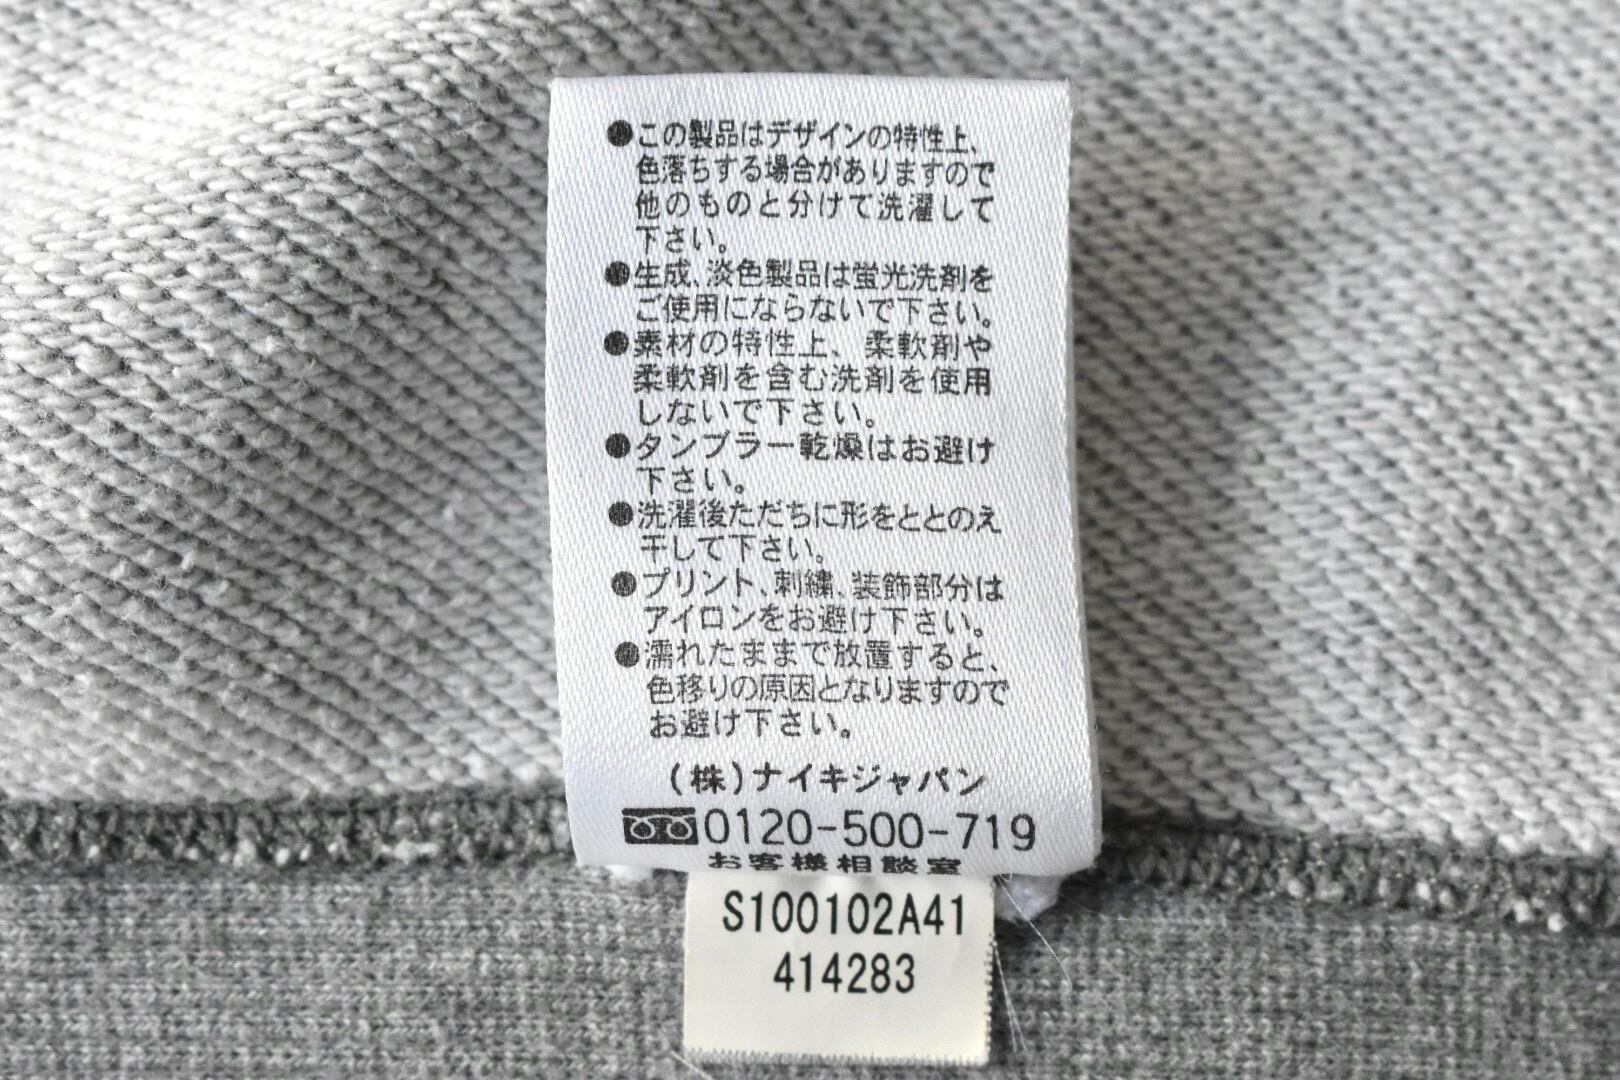 ●この製品はデザインの特性上、
色落ちする場合がありますので
他のものと分けて洗濯して
下さい。
●生成、淡色製品は蛍光洗剤を
ご使用にならないで下さい。
●素材の特性上、柔軟剤や
柔軟剤を含む洗剤を使用
しないで下さい。
●タンブラー乾燥はお避け
下さい。
●洗濯後ただちに形をととのえ
干して下さい。
●プリント、刺繍、装飾部分は
アイロンをお避け下さい。
●濡れたままで放置すると、
色移りの原因となりますので
お避け下さい。
(株)ナイキジャパン
0120-500-719
お客様相談室
S100102A41
414283